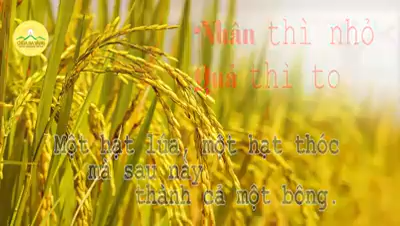 Nhân thì nhỏ
Quả thì to
Một hạt lúa, một hạt thóc
mà sau này
thành cả một bông.